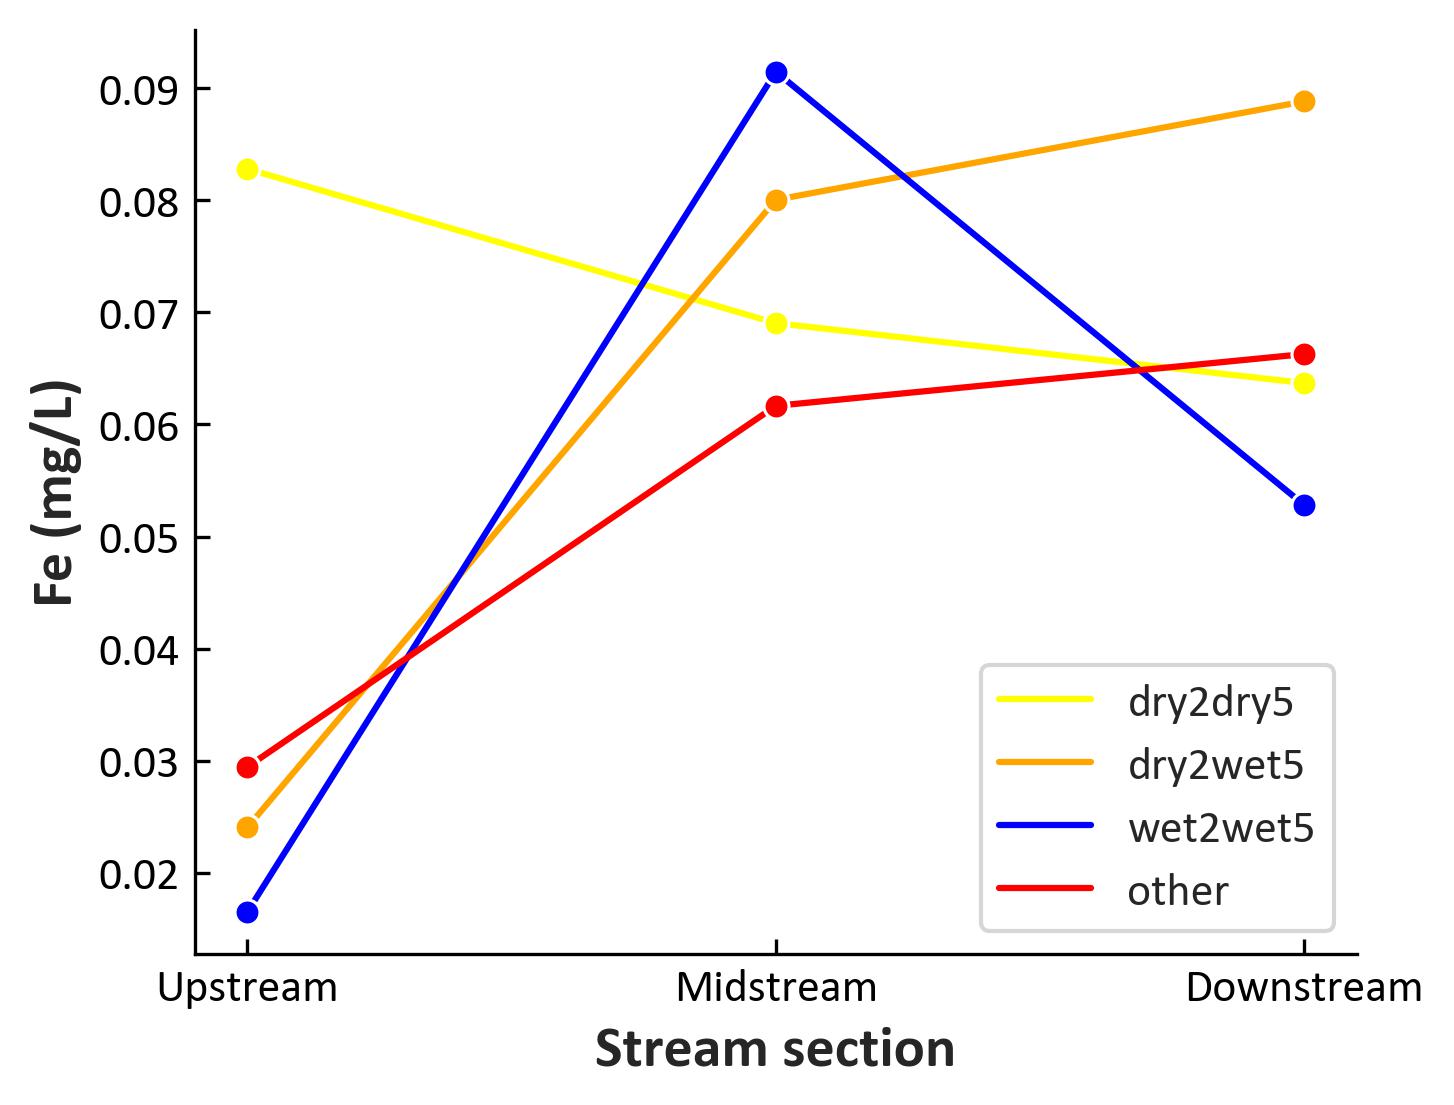 0.09
0.08
0.07
0.06
0.05
0.04
0.03
0.02
Fe (mg/L)
dry2dry5
dry2wet5
wet2wet5
other
Upstream Midstream Downstream
Stream section